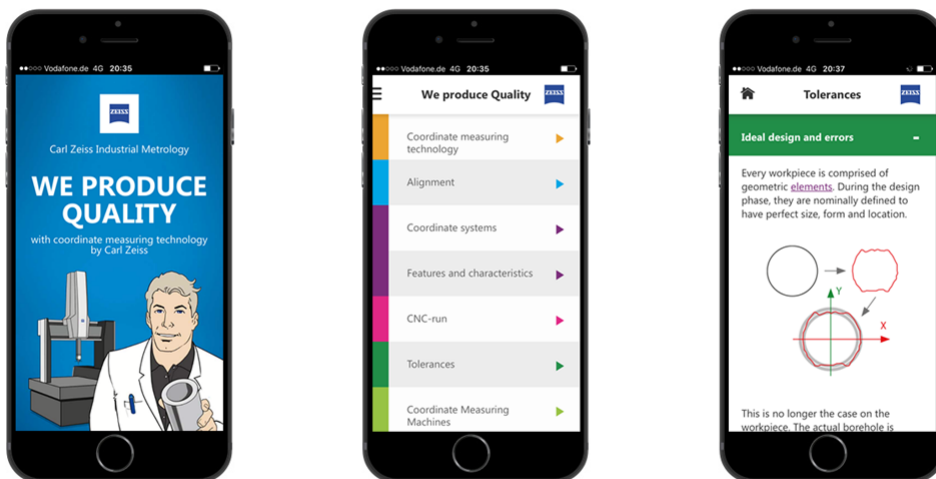 Vodafone.de 4G 20:35
ZEISS
Carl Zeiss Industrial Metrology
WE PRODUCE
QUALITY
with coordinate measuring technology
by Carl Zeiss
Vodafone.de 4G 20:35
We produce Quality
ZEISS
Coordinate measuring
technology
Alignment
Coordinate systems
Features and characteristics
CNC-run
Tolerances
Coordinate Measuring
Machines
Vodafone.de 4G 20:37
Tolerances
ZEISS
Ideal design and errors -
Every workpiece is comprised of
geometric elements. During the design
phase, they are nominally defined to
have perfect size, form and location.
Y
X
This is no longer the case on the
workpiece. The actual borehole is